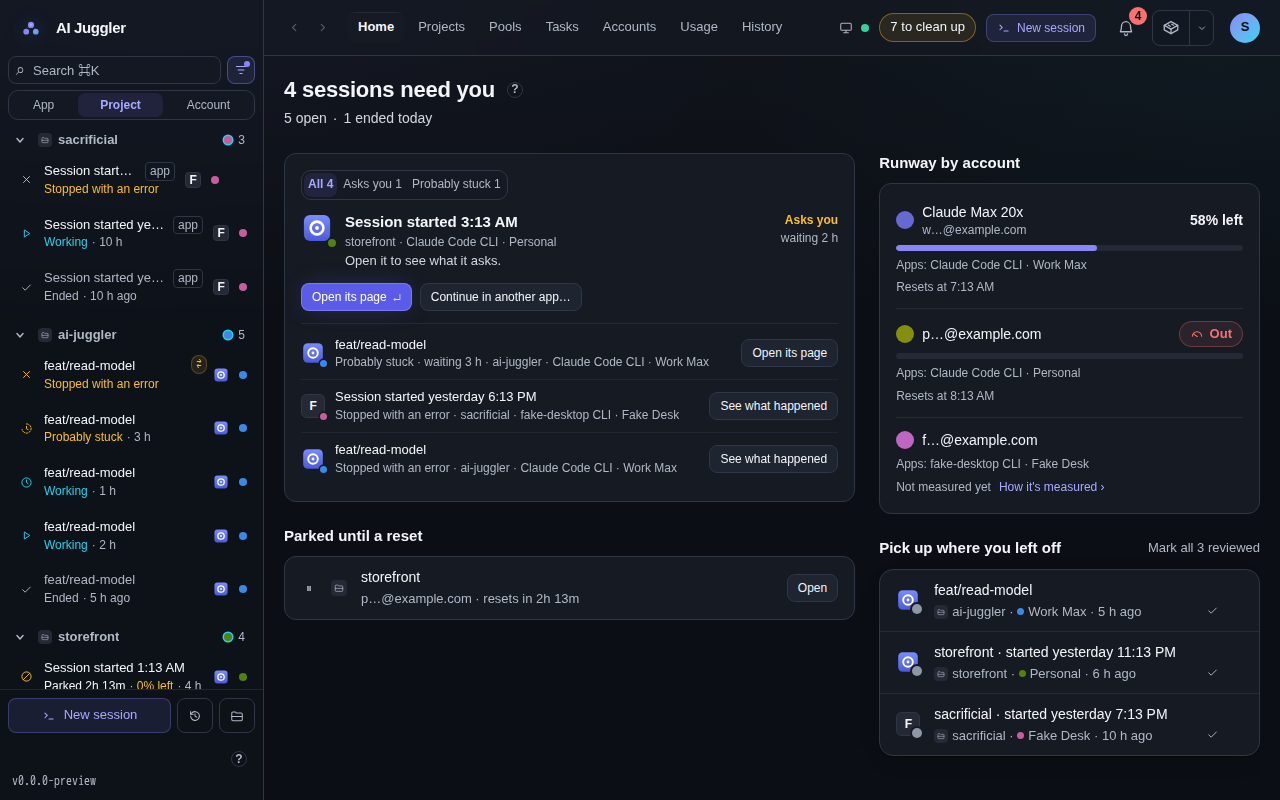 AI Juggler
Search ⌘K
App Project Account
sacrificial 3
Session start… app F
Stopped with an error
Session started ye… app F
Working · 10 h
Session started ye… app F
Ended · 10 h ago
ai-juggler 5
feat/read-model
Stopped with an error
feat/read-model
Probably stuck · 3 h
feat/read-model
Working · 1 h
feat/read-model
Working · 2 h
feat/read-model
Ended · 5 h ago
storefront 4
Session started 1:13 AM
Parked 2h 13m · 0% left · 4 h
New session
?
v0.0.0-preview
Home Projects Pools Tasks Accounts Usage History
7 to clean up
New session
4
S
4 sessions need you ?
5 open · 1 ended today
All 4 Asks you 1 Probably stuck 1
Session started 3:13 AM
storefront · Claude Code CLI · Personal
Open it to see what it asks.
Asks you
waiting 2 h
Open its page Continue in another app…
feat/read-model
Probably stuck · waiting 3 h · ai-juggler · Claude Code CLI · Work Max
Open its page
F
Session started yesterday 6:13 PM
Stopped with an error · sacrificial · fake-desktop CLI · Fake Desk
See what happened
feat/read-model
Stopped with an error · ai-juggler · Claude Code CLI · Work Max
See what happened
Parked until a reset
storefront
p…@example.com · resets in 2h 13m
Open
Runway by account
Claude Max 20x
w…@example.com
58% left
Apps: Claude Code CLI · Work Max
Resets at 7:13 AM
p…@example.com
Out
Apps: Claude Code CLI · Personal
Resets at 8:13 AM
f…@example.com
Apps: fake-desktop CLI · Fake Desk
Not measured yet How it's measured ›
Pick up where you left off
Mark all 3 reviewed
feat/read-model
ai-juggler · Work Max · 5 h ago
storefront · started yesterday 11:13 PM
storefront · Personal · 6 h ago
F
sacrificial · started yesterday 7:13 PM
sacrificial · Fake Desk · 10 h ago